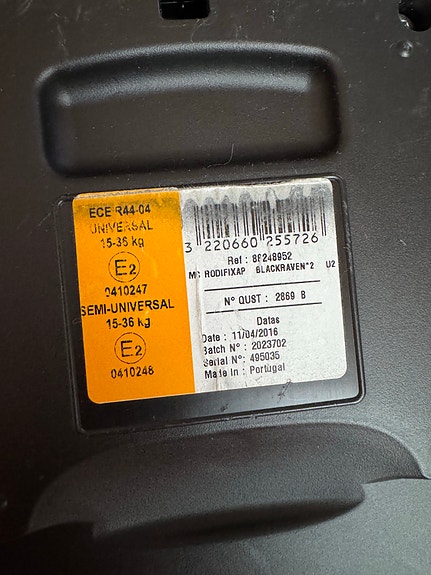 ECE R44-04
UNIVERSAL
15-36 kg
E2
0410247
SEMI-UNIVERSAL
15-36 kg
E2
0410248
3 220660 255726
Ref : 8F248952
MC RODIFIXAP BLACKRAVEN^2 U2
N° QUST : 2869 B
Datas
Date : 11/04/2016
Batch N° : 2023702
Serial N° : 495035
Made in : Portugal